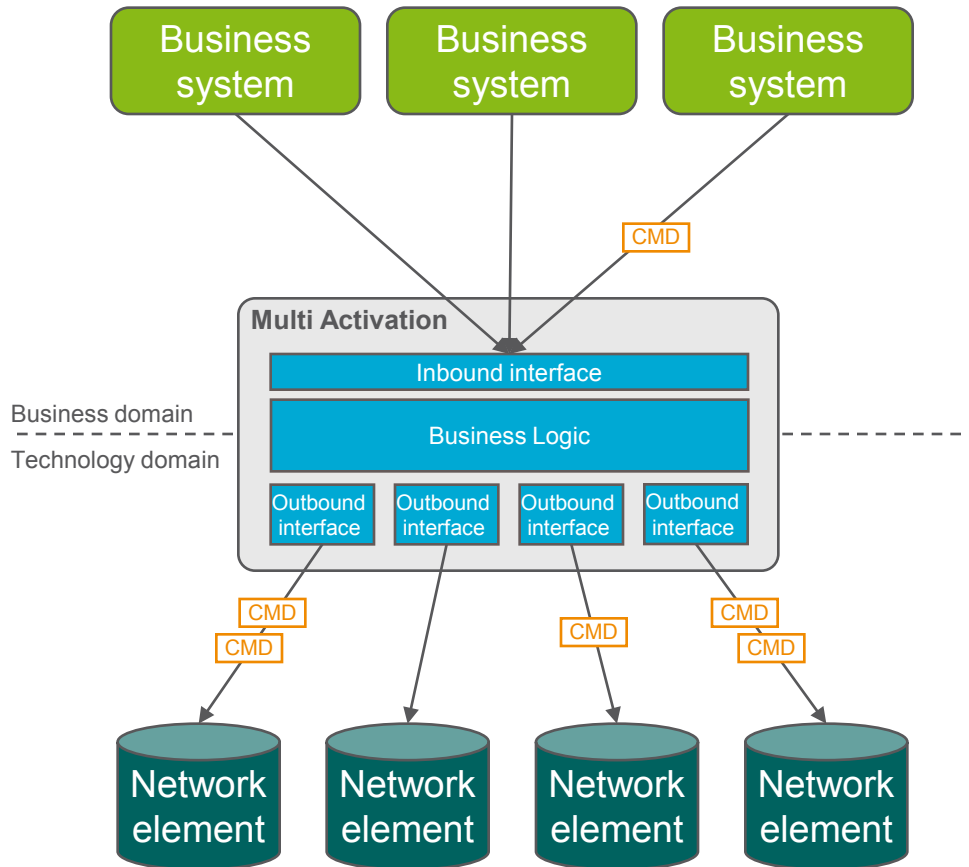 Business
system
Business
system
Business
system
CMD
Multi Activation
Inbound interface
Business domain
Business Logic
Technology domain
Outbound
interface
Outbound
interface
Outbound
interface
Outbound
interface
CMD
CMD
CMD
CMD
CMD
Network
element
Network
element
Network
element
Network
element